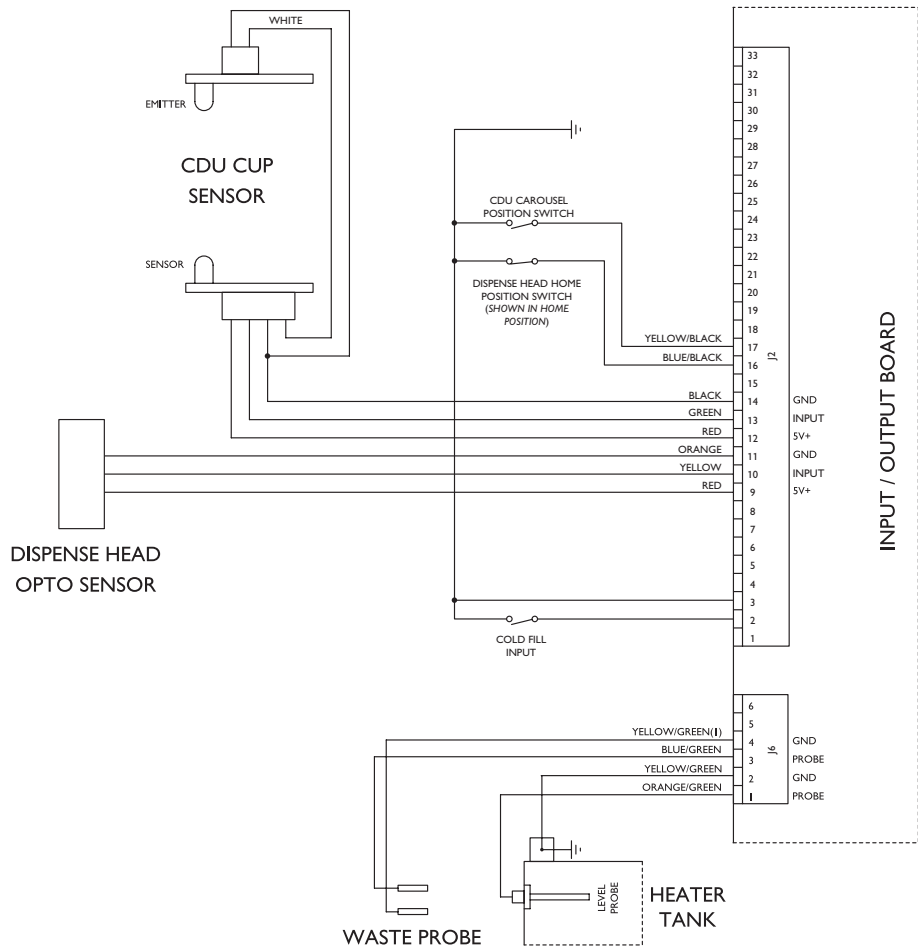 WHITE
EMITTER
CDU CUP
SENSOR
SENSOR
CDU CAROUSEL
POSITION SWITCH
DISPENSE HEAD HOME
POSITION SWITCH
(SHOWN IN HOME
POSITION)
YELLOW/BLACK
BLUE/BLACK
BLACK
GREEN
RED
ORANGE
YELLOW
RED
DISPENSE HEAD
OPTO SENSOR
COLD FILL
INPUT
33
32
31
30
29
28
27
26
25
24
23
22
21
20
19
18
17
16
15
14
13
12
11
10
9
8
7
6
5
4
3
2
1
J2
GND
INPUT
5V+
GND
INPUT
5V+
INPUT / OUTPUT BOARD
YELLOW/GREEN(1)
BLUE/GREEN
YELLOW/GREEN
ORANGE/GREEN
6
5
4
3
2
1
J6
GND
PROBE
GND
PROBE
LEVEL
PROBE
HEATER
TANK
WASTE PROBE